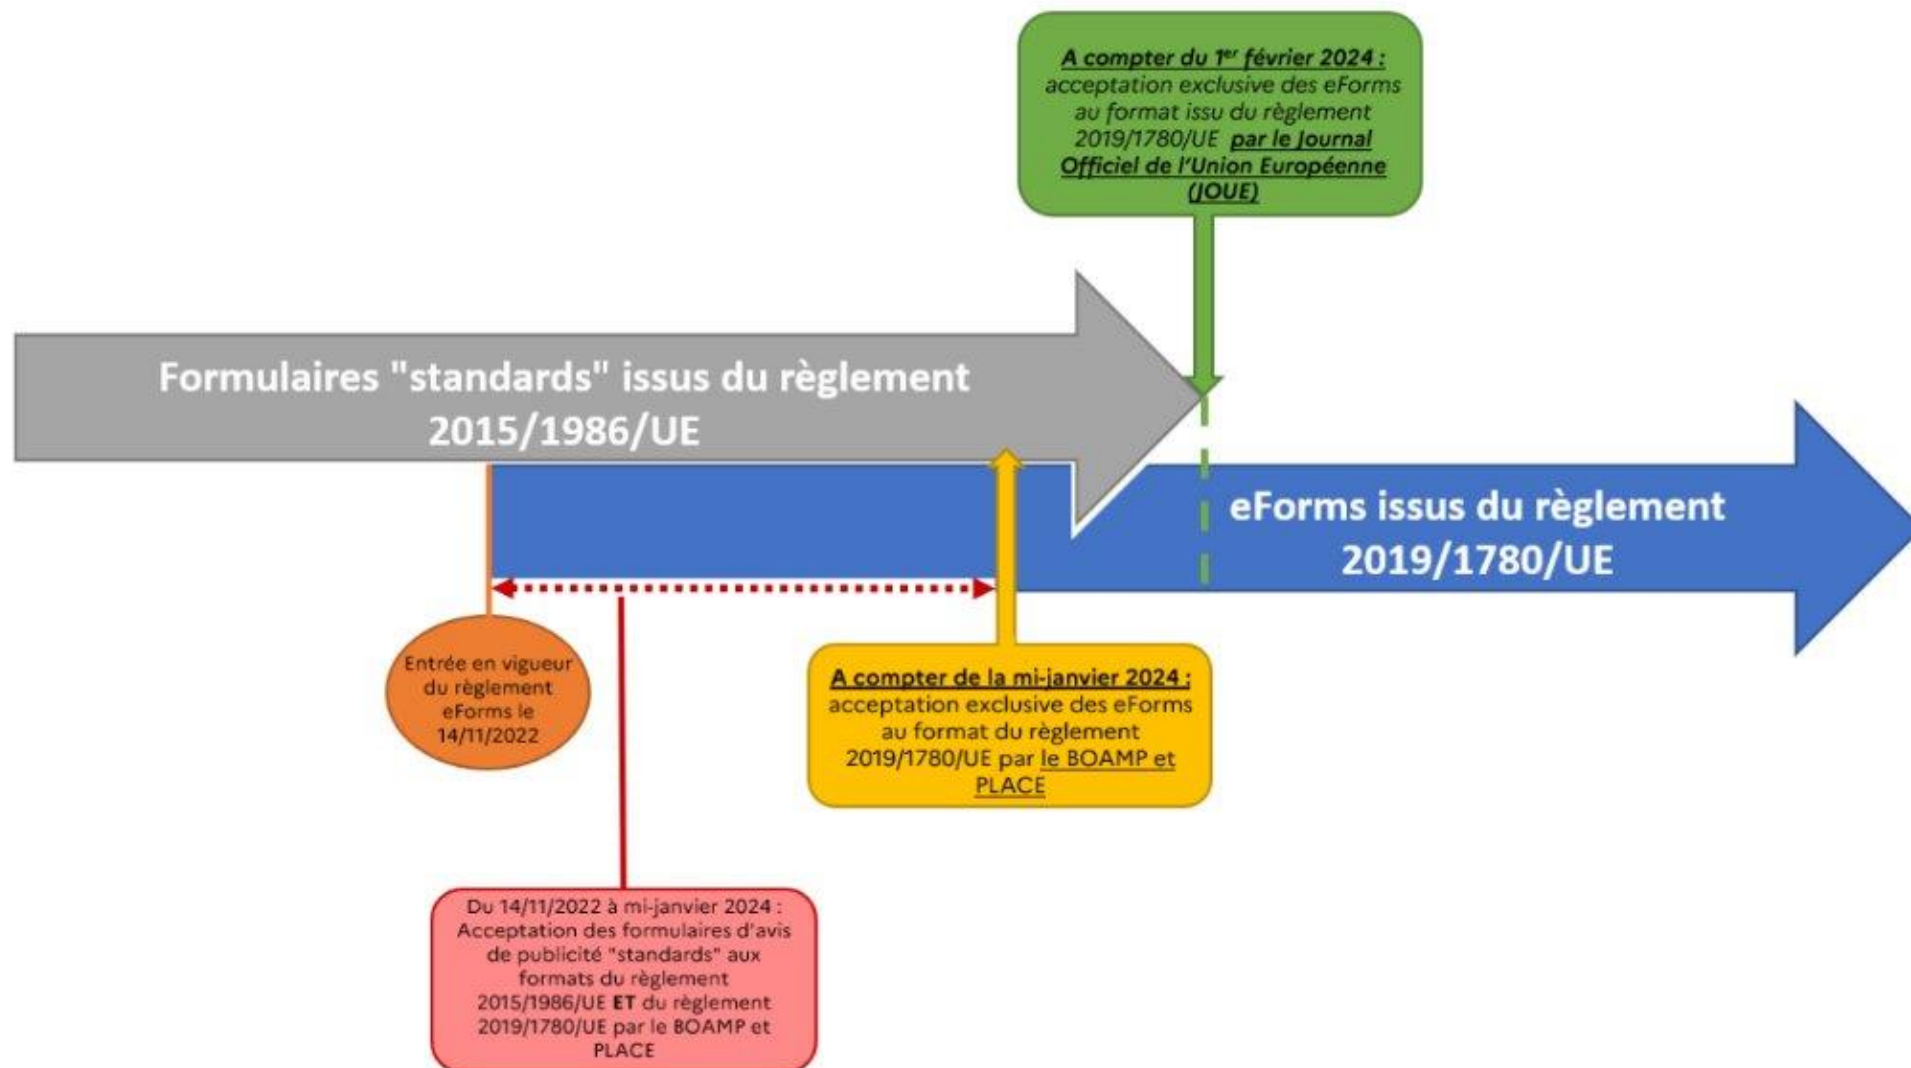 A compter du 1er février 2024 :
acceptation exclusive des eForms
au format issu du règlement
2019/1780/UE par le Journal
Officiel de l'Union Européenne
(JOUE)
Formulaires "standards" issus du règlement
2015/1986/UE
eForms issus du règlement
2019/1780/UE
Entrée en vigueur
du règlement
eForms le
14/11/2022
A compter de la mi-janvier 2024 :
acceptation exclusive des eForms
au format du règlement
2019/1780/UE par le BOAMP et
PLACE
Du 14/11/2022 à mi-janvier 2024 :
Acceptation des formulaires d'avis
de publicité "standards" aux
formats du règlement
2015/1986/UE ET du règlement
2019/1780/UE par le BOAMP et
PLACE